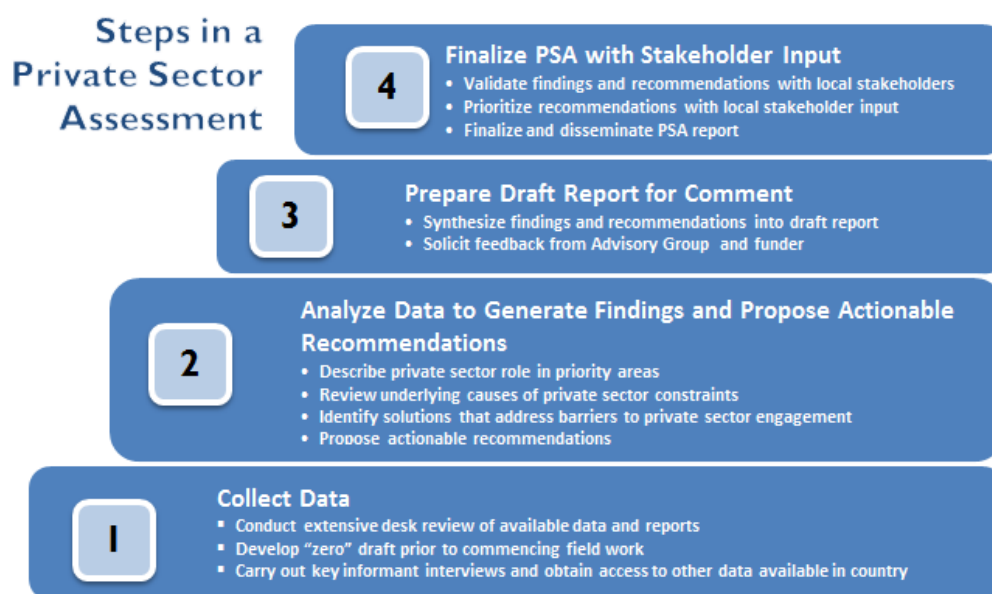 Steps in a
Private Sector
Assessment
4
Finalize PSA with Stakeholder Input
• Validate findings and recommendations with local stakeholders
• Prioritize recommendations with local stakeholder input
• Finalize and disseminate PSA report
3
Prepare Draft Report for Comment
• Synthesize findings and recommendations into draft report
• Solicit feedback from Advisory Group and funder
2
Analyze Data to Generate Findings and Propose Actionable
Recommendations
• Describe private sector role in priority areas
• Review underlying causes of private sector constraints
• Identify solutions that address barriers to private sector engagement
• Propose actionable recommendations
1
Collect Data
▪ Conduct extensive desk review of available data and reports
▪ Develop “zero” draft prior to commencing field work
▪ Carry out key informant interviews and obtain access to other data available in country